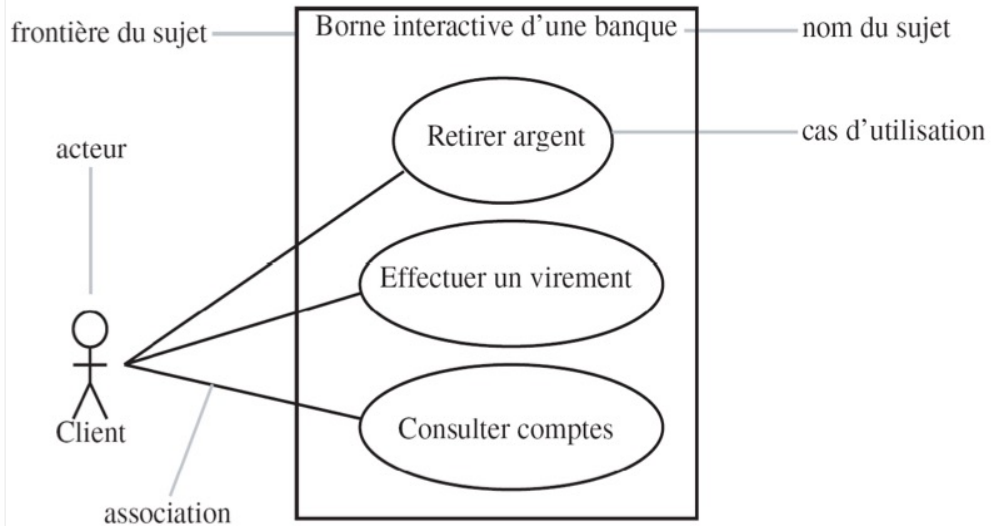 frontière du sujet
Borne interactive d'une banque
nom du sujet
Retirer argent
cas d'utilisation
acteur
Effectuer un virement
Consulter comptes
Client
association